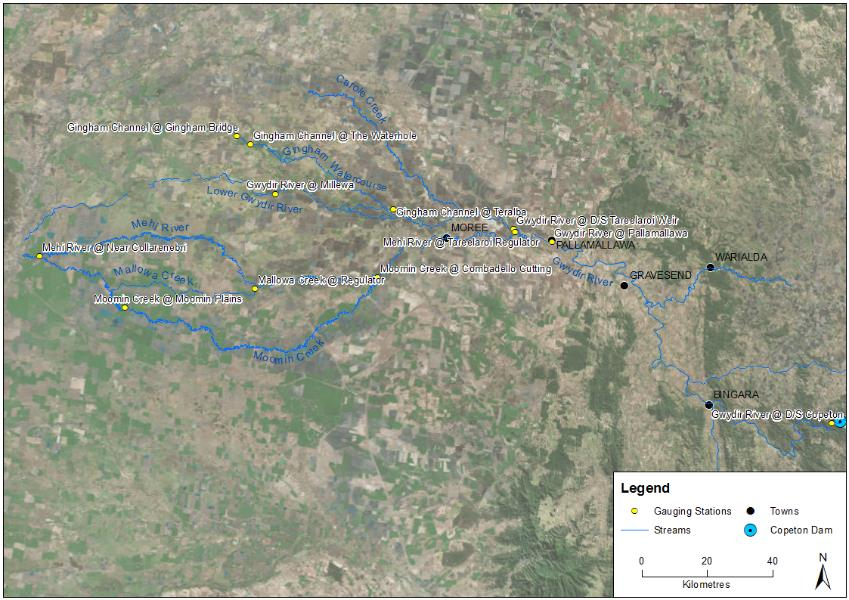 Carole Creek
Gingham Channel @ Gingham Bridge
Gingham Channel @ The Waterhole
Gingham Watercourse
Gwydir River @ Millewa
Lower Gwydir River
Gingham Channel @ Teralba
Gwydir River @ D/S Tareelaroi Weir
Mehi River
MOREE
Gwydir River @ Pallamallawa
Mehi River @ Tareelaroi Regulator
PALLAMALLAWA
Mehi River @ Near Collarenebri
WARIALDA
Gwydir River
Moomin Creek @ Combadello Cutting
Mallowa Creek
GRAVESEND
Mallowa Creek @ Regulator
Moomin Creek @ Moomin Plains
Moomin Creek
BINGARA
Gwydir River @ D/S Copeton
Legend
Gauging Stations
Towns
Streams
Copeton Dam
0 20 40
Kilometres
N